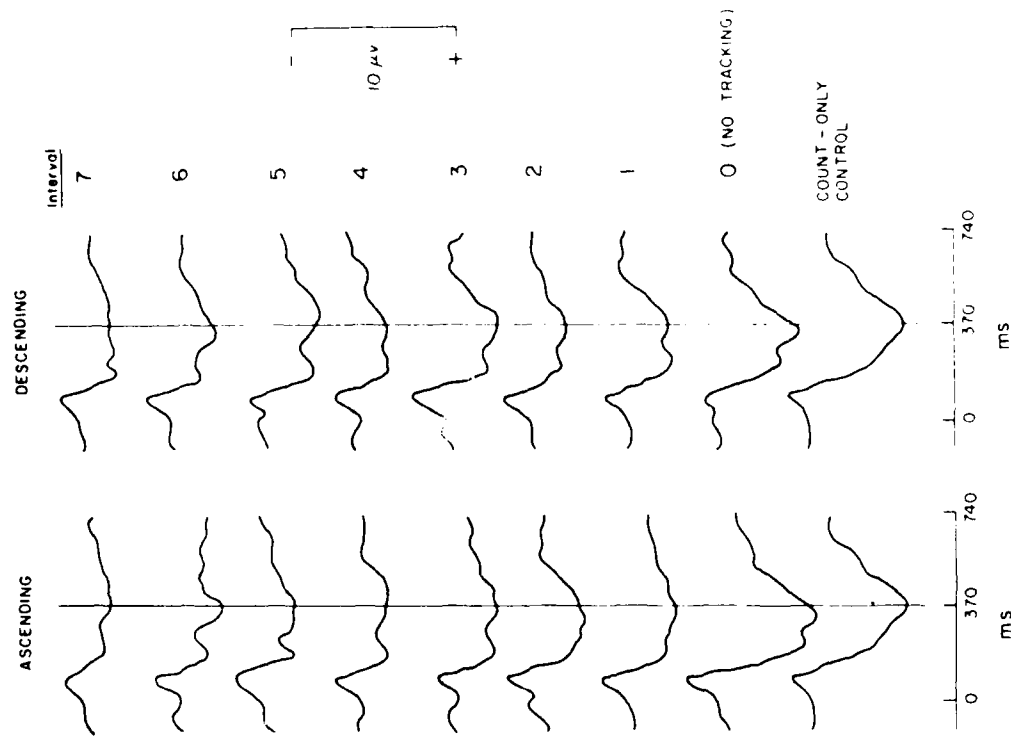 ASCENDING
DESCENDING
Interval
7
6
5
4
3
2
1
0 (NO TRACKING)
COUNT - ONLY
CONTROL
-
10 μv
+
0
370
740
ms
0
370
740
ms